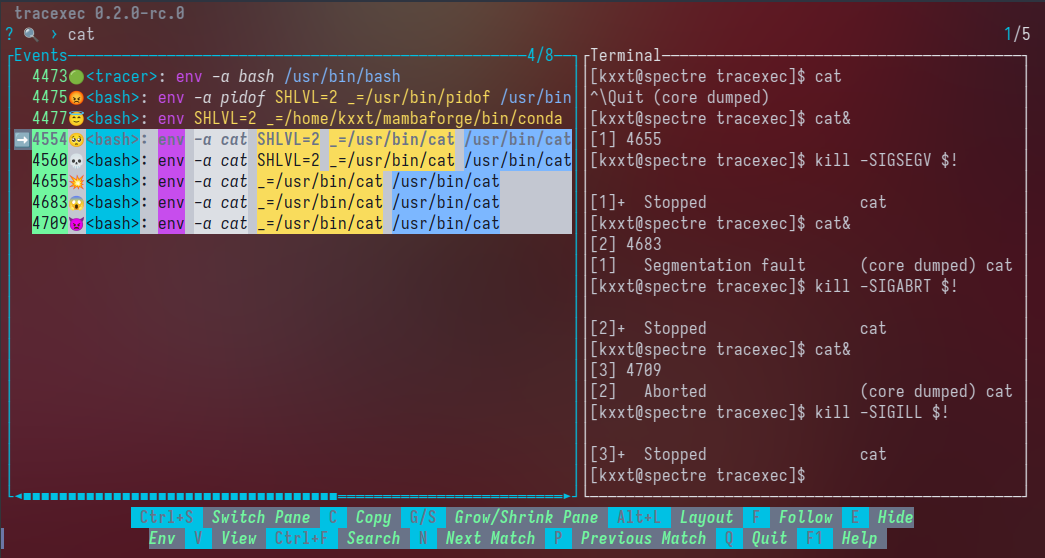 tracexec 0.2.0-rc.0
? 🔍 › cat 1/5
Events 4/8
4473🟢<tracer>: env -a bash /usr/bin/bash
4475😡<bash>: env -a pidof SHLVL=2 _=/usr/bin/pidof /usr/bin
4477😇<bash>: env SHLVL=2 _=/home/kxxt/mambaforge/bin/conda
➡4554🥺<bash>: env -a cat SHLVL=2 _=/usr/bin/cat /usr/bin/cat
4560💀<bash>: env -a cat SHLVL=2 _=/usr/bin/cat /usr/bin/cat
4655💥<bash>: env -a cat _=/usr/bin/cat /usr/bin/cat
4683😱<bash>: env -a cat _=/usr/bin/cat /usr/bin/cat
4709😈<bash>: env -a cat _=/usr/bin/cat /usr/bin/cat
Terminal
[kxxt@spectre tracexec]$ cat
^\Quit (core dumped)
[kxxt@spectre tracexec]$ cat&
[1] 4655
[kxxt@spectre tracexec]$ kill -SIGSEGV $!
[1]+  Stopped                 cat
[kxxt@spectre tracexec]$ cat&
[2] 4683
[1]   Segmentation fault      (core dumped) cat
[kxxt@spectre tracexec]$ kill -SIGABRT $!
[2]+  Stopped                 cat
[kxxt@spectre tracexec]$ cat&
[3] 4709
[2]   Aborted                 (core dumped) cat
[kxxt@spectre tracexec]$ kill -SIGILL $!
[3]+  Stopped                 cat
[kxxt@spectre tracexec]$
Ctrl+S Switch Pane C Copy G/S Grow/Shrink Pane Alt+L Layout F Follow E Hide
Env V View Ctrl+F Search N Next Match P Previous Match Q Quit F1 Help